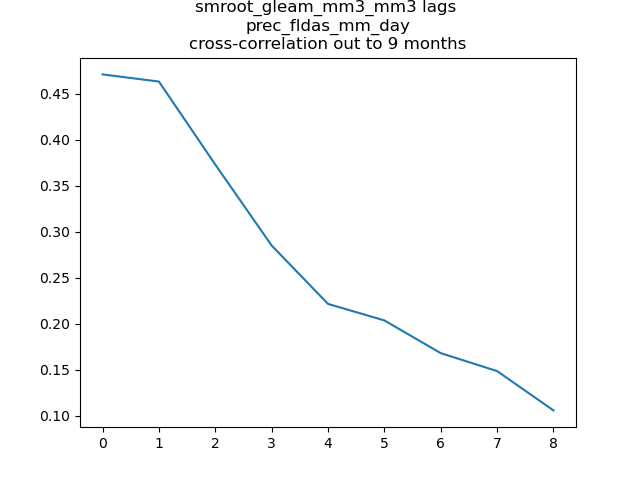 smroot_gleam_mm3_mm3 lags
prec_fldas_mm_day
cross-correlation out to 9 months
0.45
0.40
0.35
0.30
0.25
0.20
0.15
0.10
0 1 2 3 4 5 6 7 8